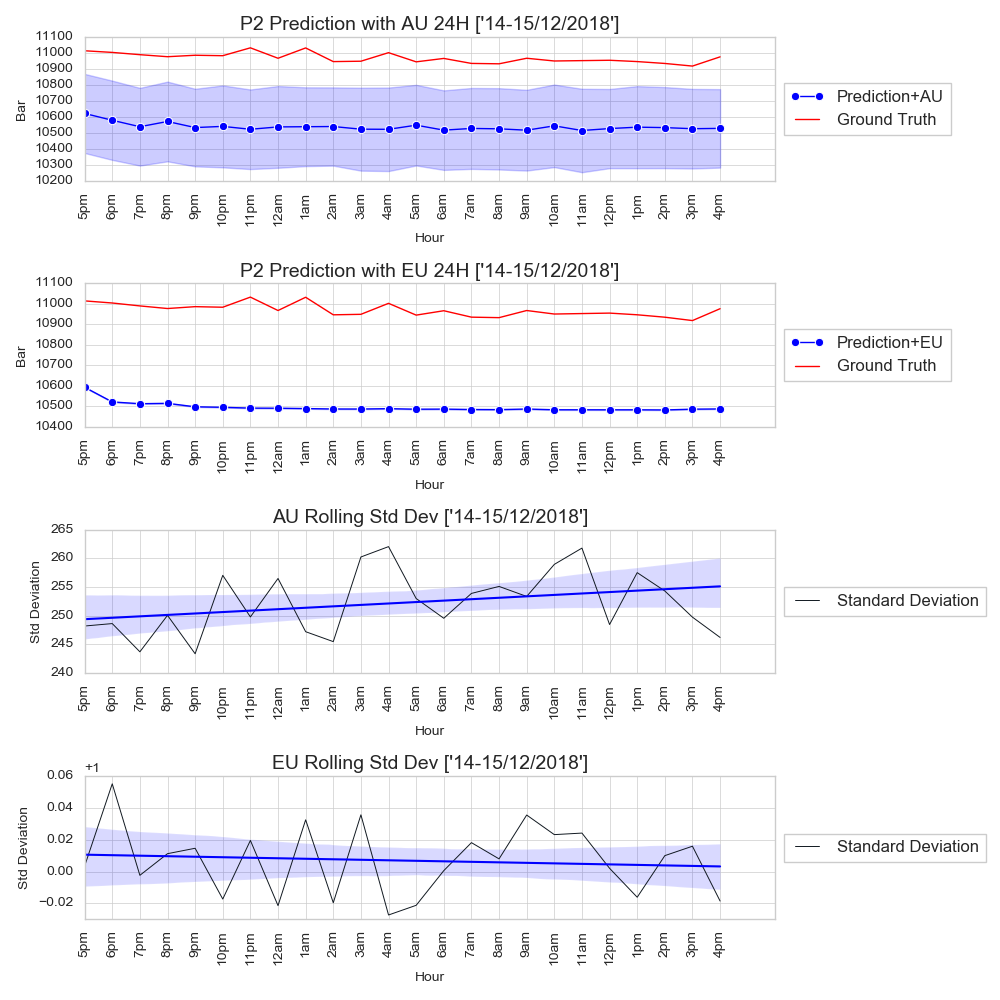 P2 Prediction with AU 24H ['14-15/12/2018']
11100
11000
10900
10800
10700
10600
10500
10400
10300
10200
Bar
5pm 6pm 7pm 8pm 9pm 10pm 11pm 12am 1am 2am 3am 4am 5am 6am 7am 8am 9am 10am 11am 12pm 1pm 2pm 3pm 4pm
Hour
Prediction+AU
Ground Truth
P2 Prediction with EU 24H ['14-15/12/2018']
11100
11000
10900
10800
10700
10600
10500
10400
Bar
5pm 6pm 7pm 8pm 9pm 10pm 11pm 12am 1am 2am 3am 4am 5am 6am 7am 8am 9am 10am 11am 12pm 1pm 2pm 3pm 4pm
Hour
Prediction+EU
Ground Truth
AU Rolling Std Dev ['14-15/12/2018']
265
260
255
250
245
240
Std Deviation
5pm 6pm 7pm 8pm 9pm 10pm 11pm 12am 1am 2am 3am 4am 5am 6am 7am 8am 9am 10am 11am 12pm 1pm 2pm 3pm 4pm
Hour
Standard Deviation
EU Rolling Std Dev ['14-15/12/2018']
+1
0.06
0.04
0.02
0.00
−0.02
Std Deviation
5pm 6pm 7pm 8pm 9pm 10pm 11pm 12am 1am 2am 3am 4am 5am 6am 7am 8am 9am 10am 11am 12pm 1pm 2pm 3pm 4pm
Hour
Standard Deviation